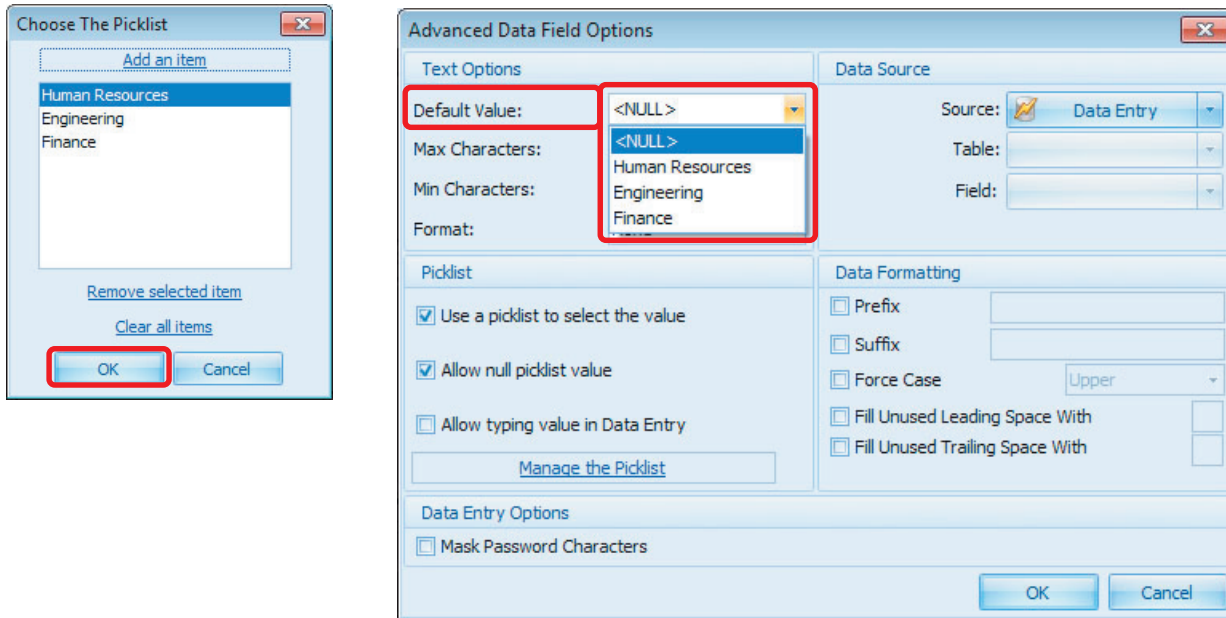 Choose The Picklist
Add an item
Human Resources
Engineering
Finance
Remove selected item
Clear all items
OK Cancel
Advanced Data Field Options
Text Options
Default Value: <NULL>
<NULL>
Human Resources
Engineering
Finance
Max Characters:
Min Characters:
Format:
Data Source
Source: Data Entry
Table:
Field:
Picklist
Use a picklist to select the value
Allow null picklist value
Allow typing value in Data Entry
Manage the Picklist
Data Formatting
Prefix
Suffix
Force Case Upper
Fill Unused Leading Space With
Fill Unused Trailing Space With
Data Entry Options
Mask Password Characters
OK Cancel